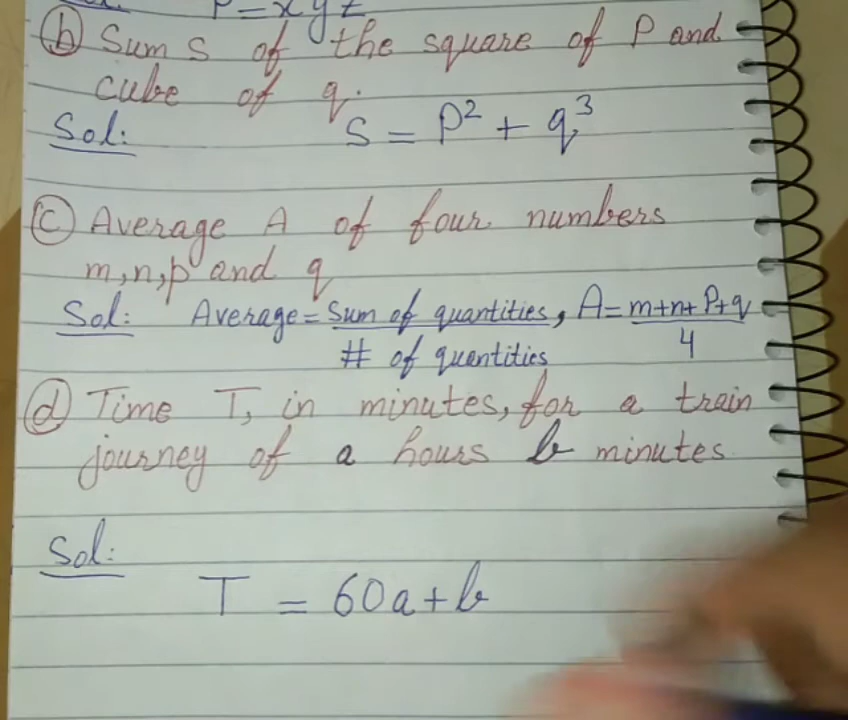 P = x y z
(b) Sum S of the square of P and
cube of q.
Sol: S = P² + q³
(c) Average A of four numbers
m,n,p and q
Sol: Average = Sum of quantities / # of quantities, A = m+n+P+q / 4
(d) Time T, in minutes, for a train
journey of a hours b minutes
Sol:
T = 60a + b